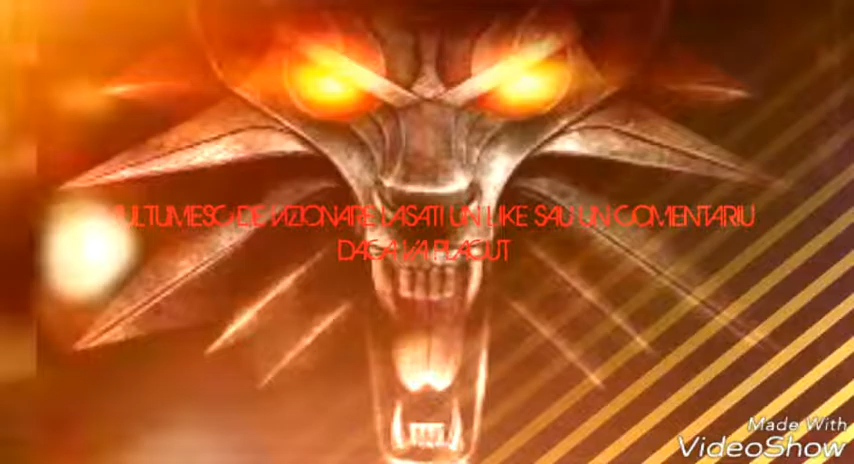 MULTUMESC DE VIZIONARE, LASATI UN LIKE SAU UN COMENTARIU
DACA VA PLACUT
Made With
VideoShow